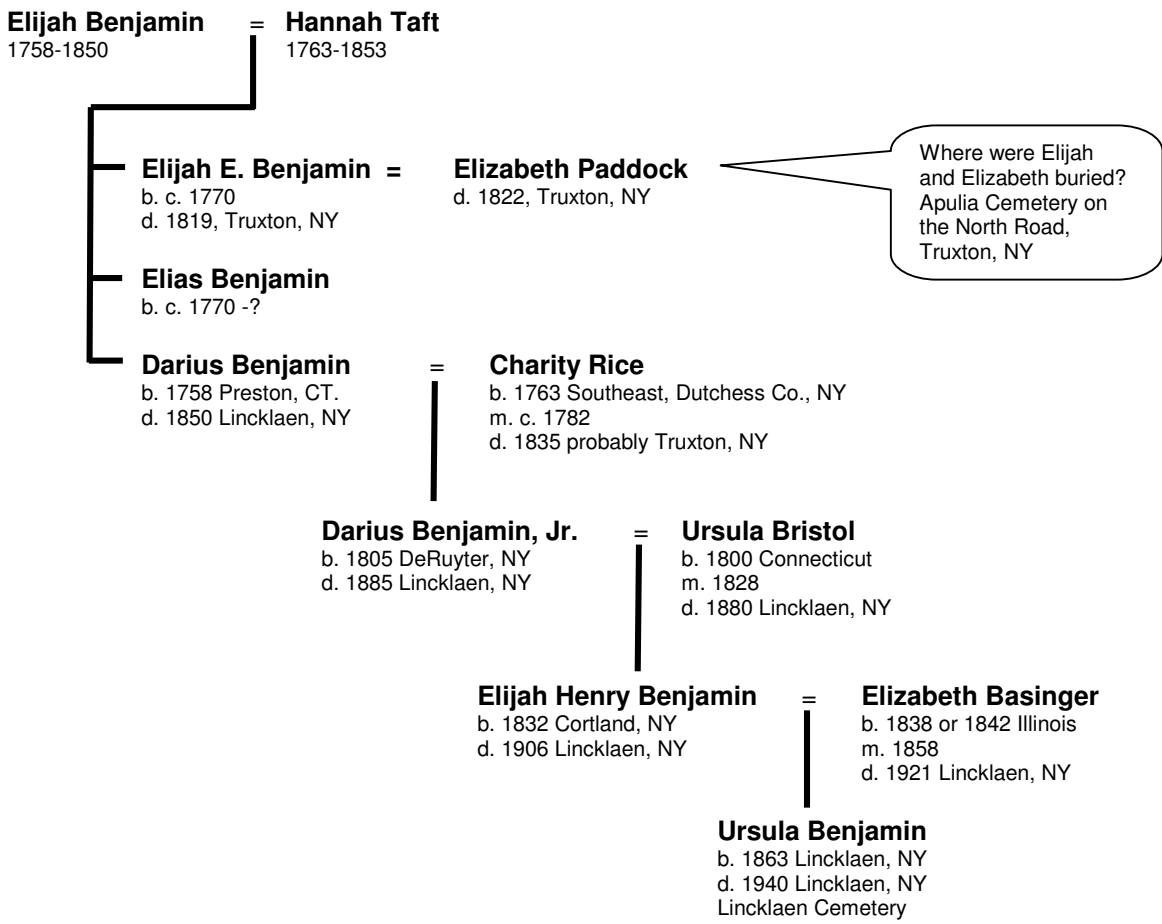 Elijah Benjamin = Hannah Taft
1758-1850 1763-1853
Elijah E. Benjamin = Elizabeth Paddock
b. c. 1770 d. 1822, Truxton, NY
d. 1819, Truxton, NY
Where were Elijah
and Elizabeth buried?
Apulia Cemetery on
the North Road,
Truxton, NY
Elias Benjamin
b. c. 1770 -?
Darius Benjamin = Charity Rice
b. 1758 Preston, CT. b. 1763 Southeast, Dutchess Co., NY
d. 1850 Lincklaen, NY m. c. 1782
d. 1835 probably Truxton, NY
Darius Benjamin, Jr. = Ursula Bristol
b. 1805 DeRuyter, NY b. 1800 Connecticut
d. 1885 Lincklaen, NY m. 1828
d. 1880 Lincklaen, NY
Elijah Henry Benjamin = Elizabeth Basinger
b. 1832 Cortland, NY b. 1838 or 1842 Illinois
d. 1906 Lincklaen, NY m. 1858
d. 1921 Lincklaen, NY
Ursula Benjamin
b. 1863 Lincklaen, NY
d. 1940 Lincklaen, NY
Lincklaen Cemetery